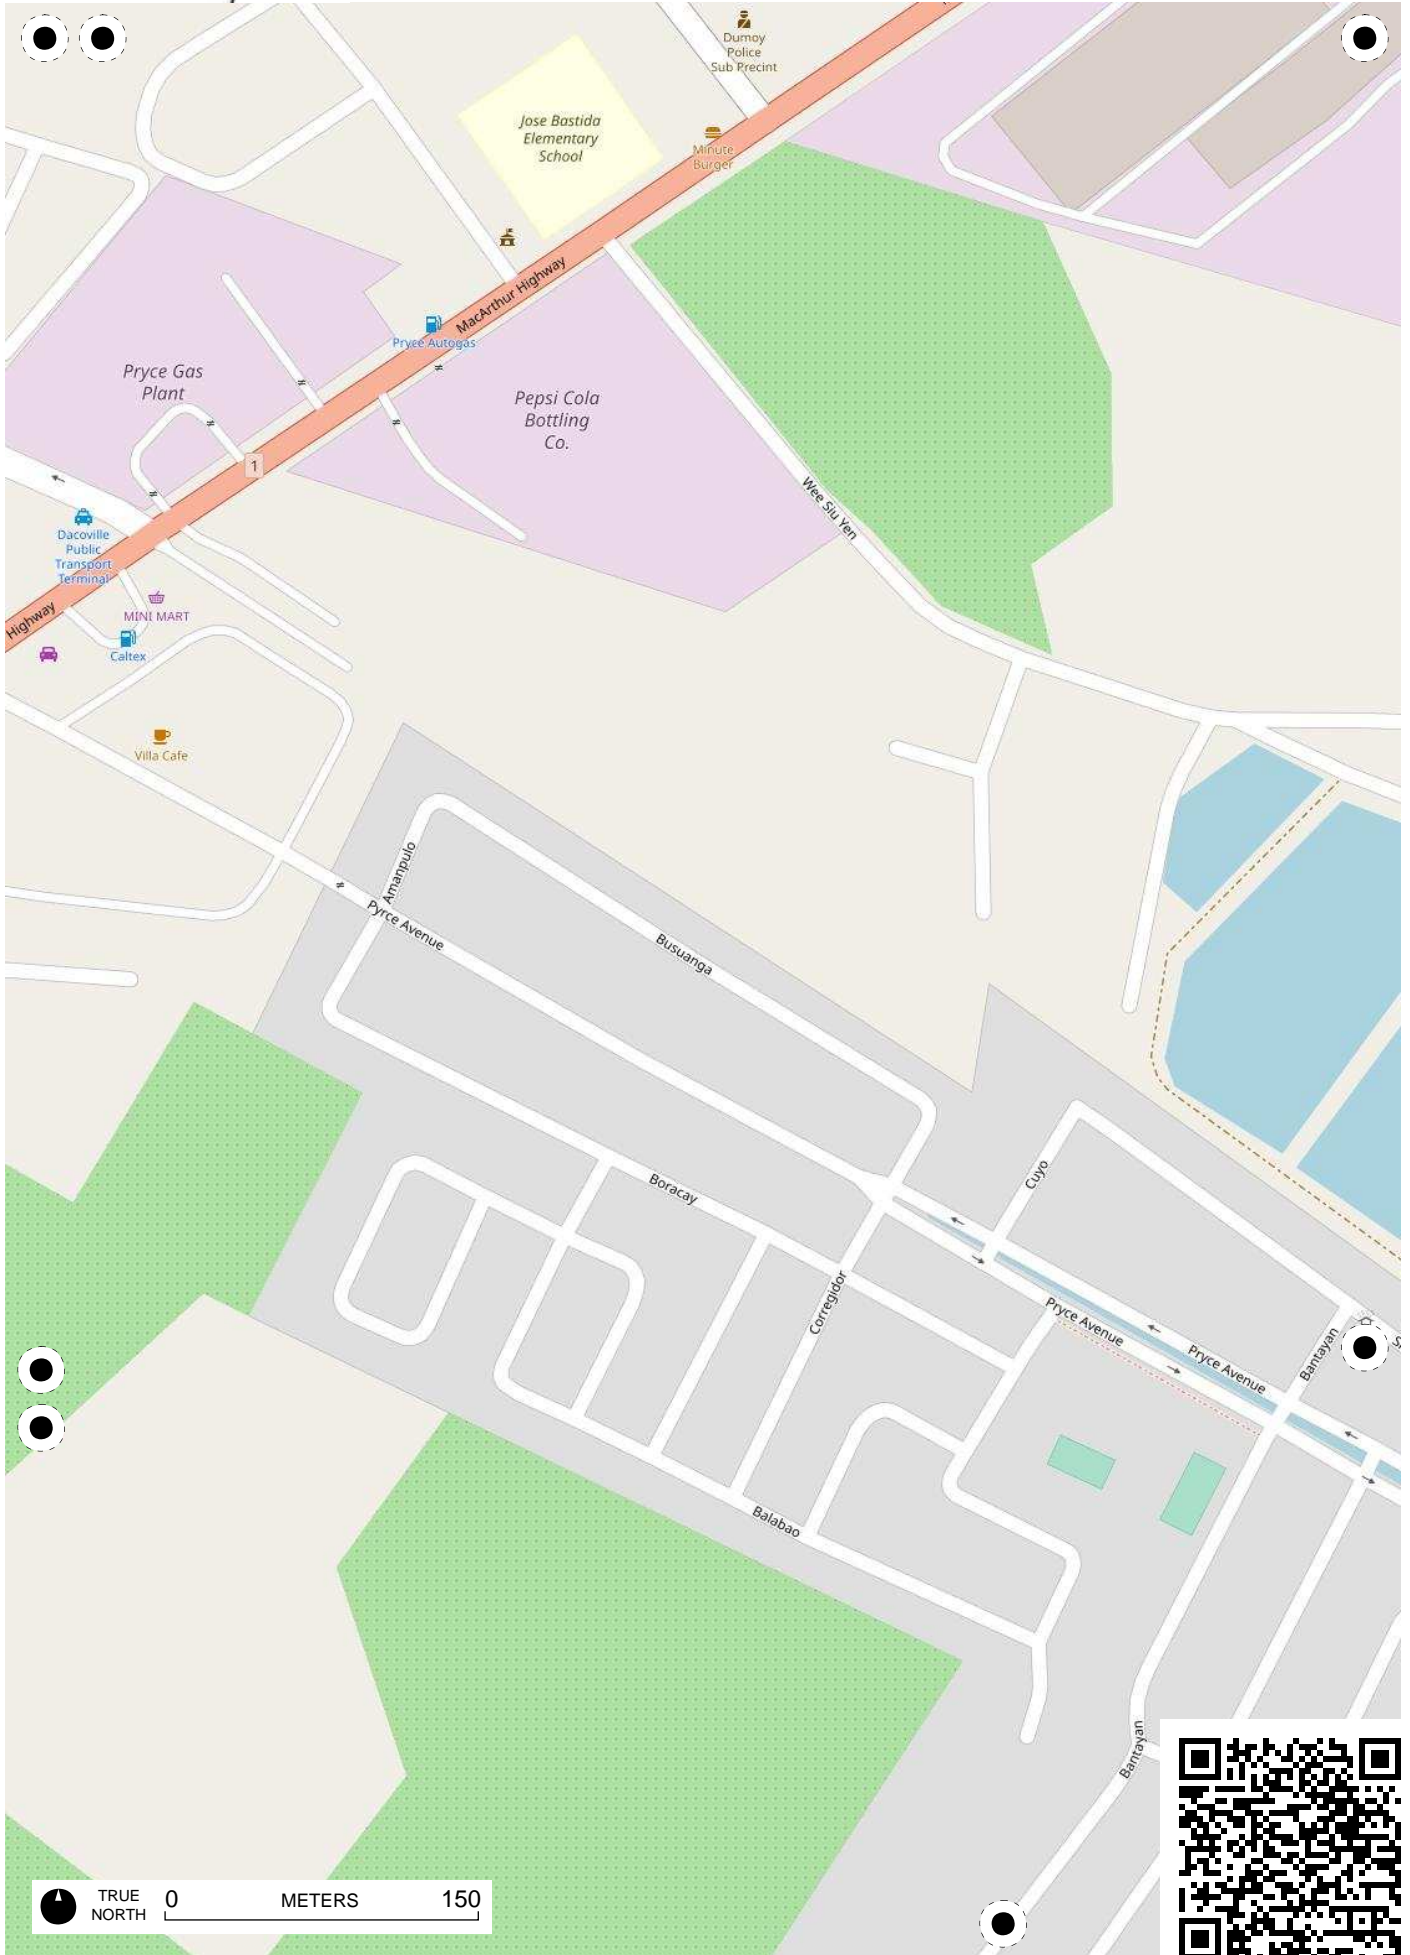 Dumoy
Police
Sub Precint
Jose Bastida
Elementary
School
Minute
Burger
MacArthur Highway
Pryce Autogas
Pryce Gas
Plant
Pepsi Cola
Bottling
Co.
1
Wee Siu Yen
Dacoville
Public
Transport
Terminal
MINI MART
Highway
Caltex
Villa Cafe
Amanpulo
Pyrce Avenue
Busuanga
Cuyo
Boracay
Corregidor
Pryce Avenue
Pryce Avenue
Bantayan
Balabao
Bantayan
TRUE
NORTH
0 METERS 150